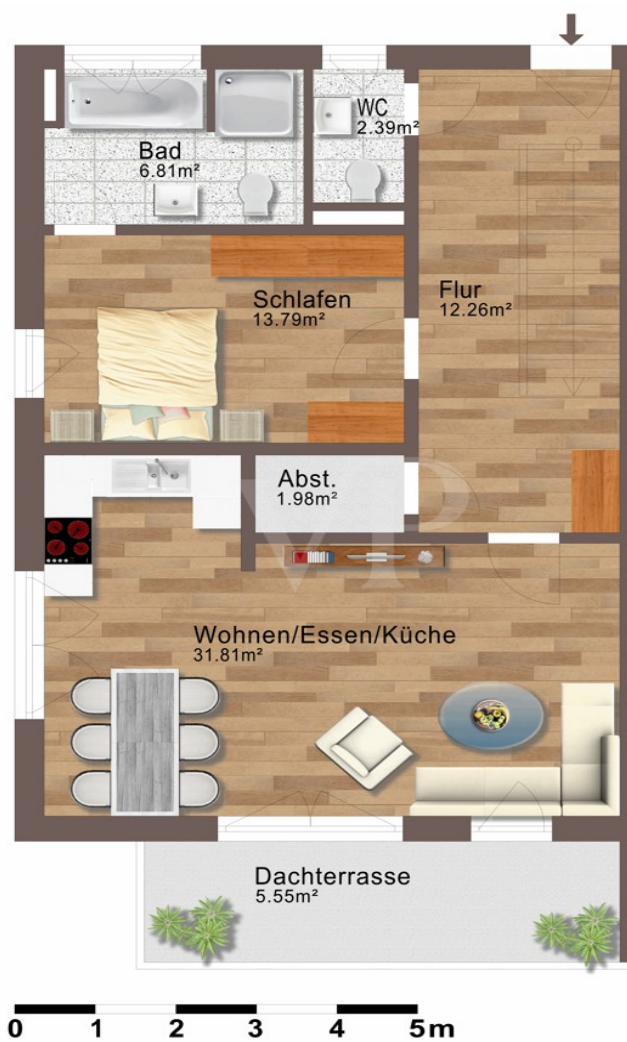 WC
2.39m²
Bad
6.81m²
Schlafen
13.79m²
Flur
12.26m²
Abst.
1.98m²
VP
Wohnen/Essen/Küche
31.81m²
Dachterrasse
5.55m²
0 1 2 3 4 5m